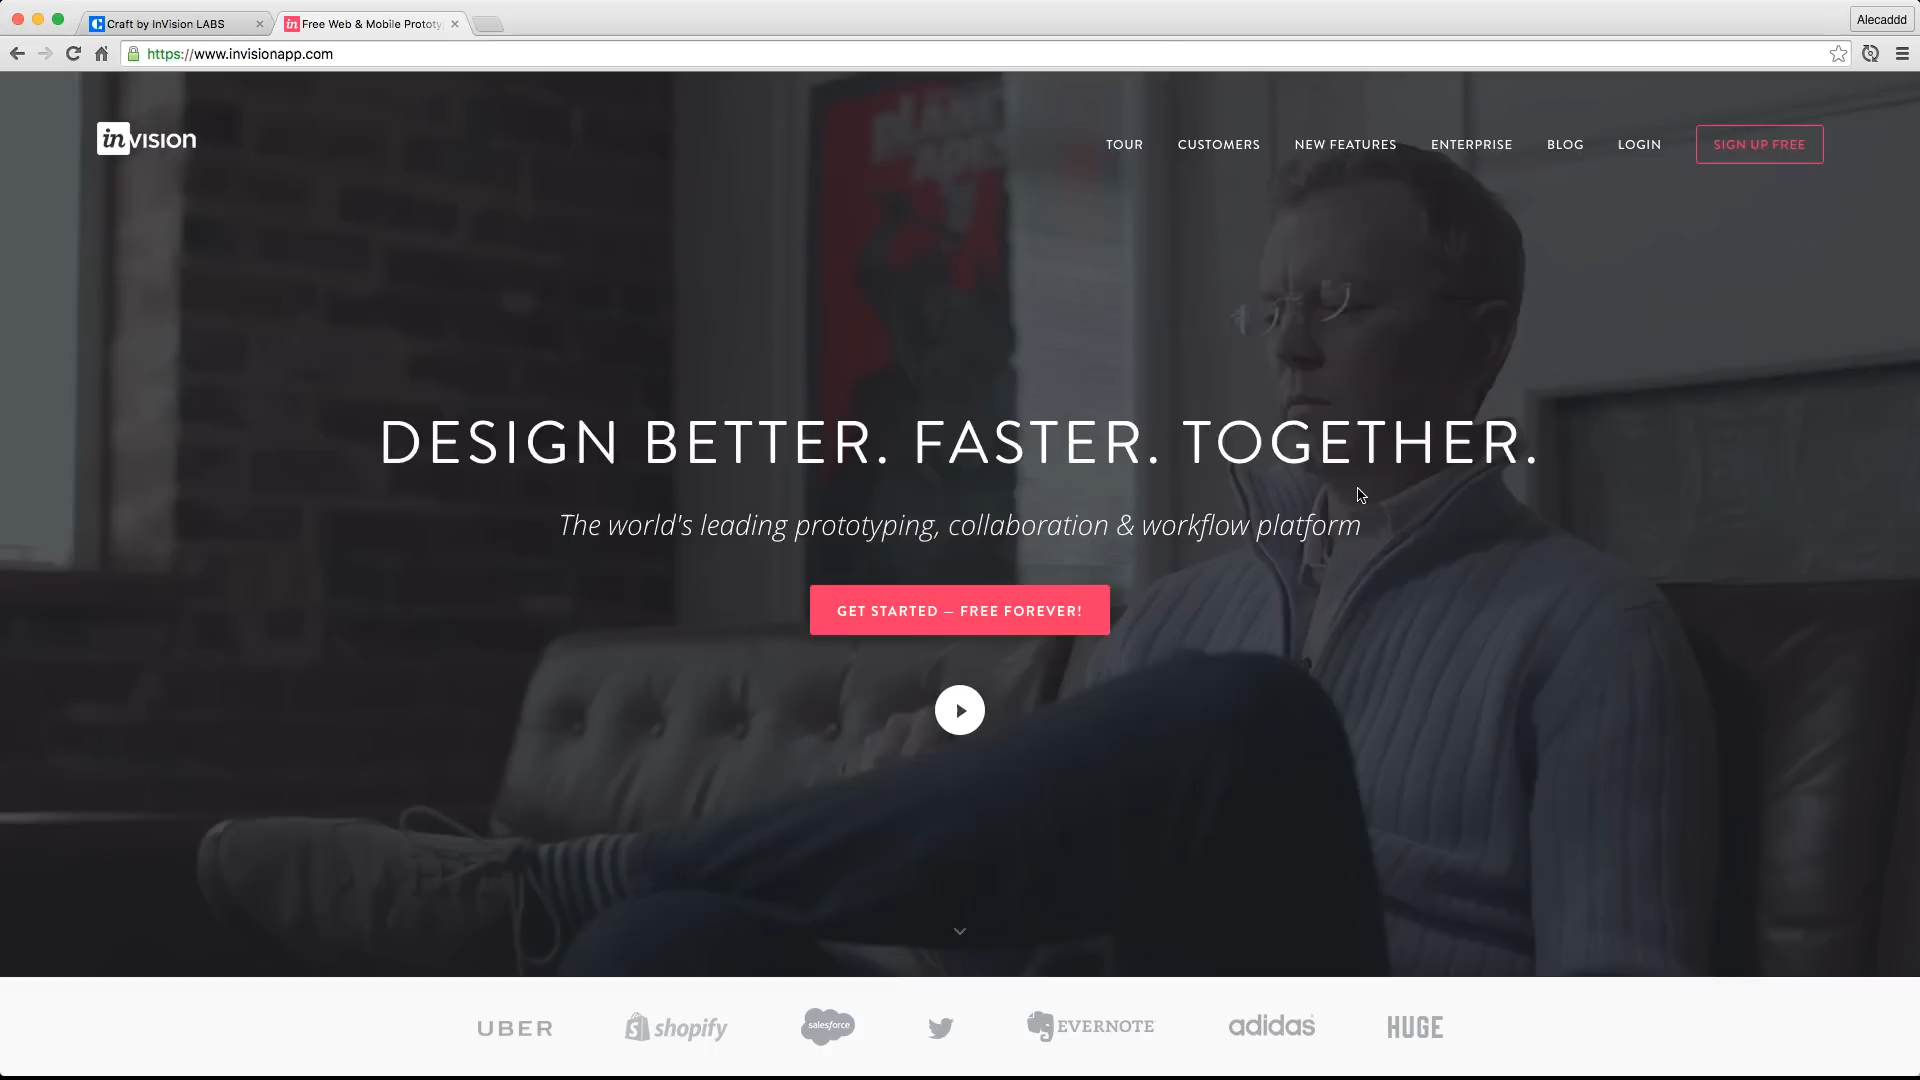 Craft by InVision LABS
Free Web & Mobile Prototy
Alecaddd
https://www.invisionapp.com
inVISION
TOUR
CUSTOMERS
NEW FEATURES
ENTERPRISE
BLOG
LOGIN
SIGN UP FREE
PLANET
APES
DESIGN BETTER. FASTER. TOGETHER.
The world's leading prototyping, collaboration & workflow platform
GET STARTED — FREE FOREVER!
UBER
shopify
salesforce
EVERNOTE
adidas
HUGE